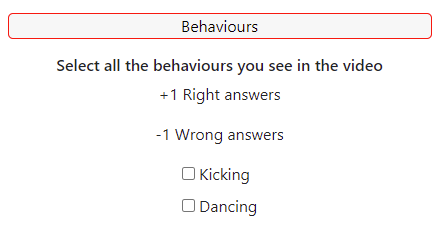 Behaviours
Select all the behaviours you see in the video
+1 Right answers
-1 Wrong answers
Kicking
Dancing